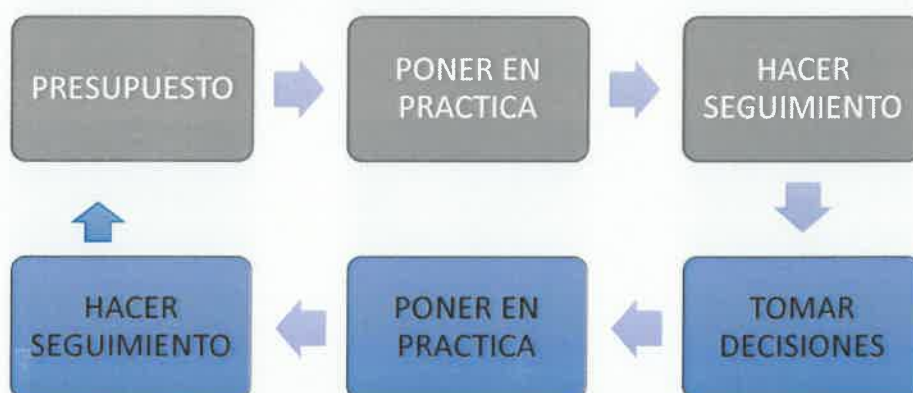 PRESUPUESTO
PONER EN
PRACTICA
HACER
SEGUIMIENTO
TOMAR
DECISIONES
PONER EN
PRACTICA
HACER
SEGUIMIENTO